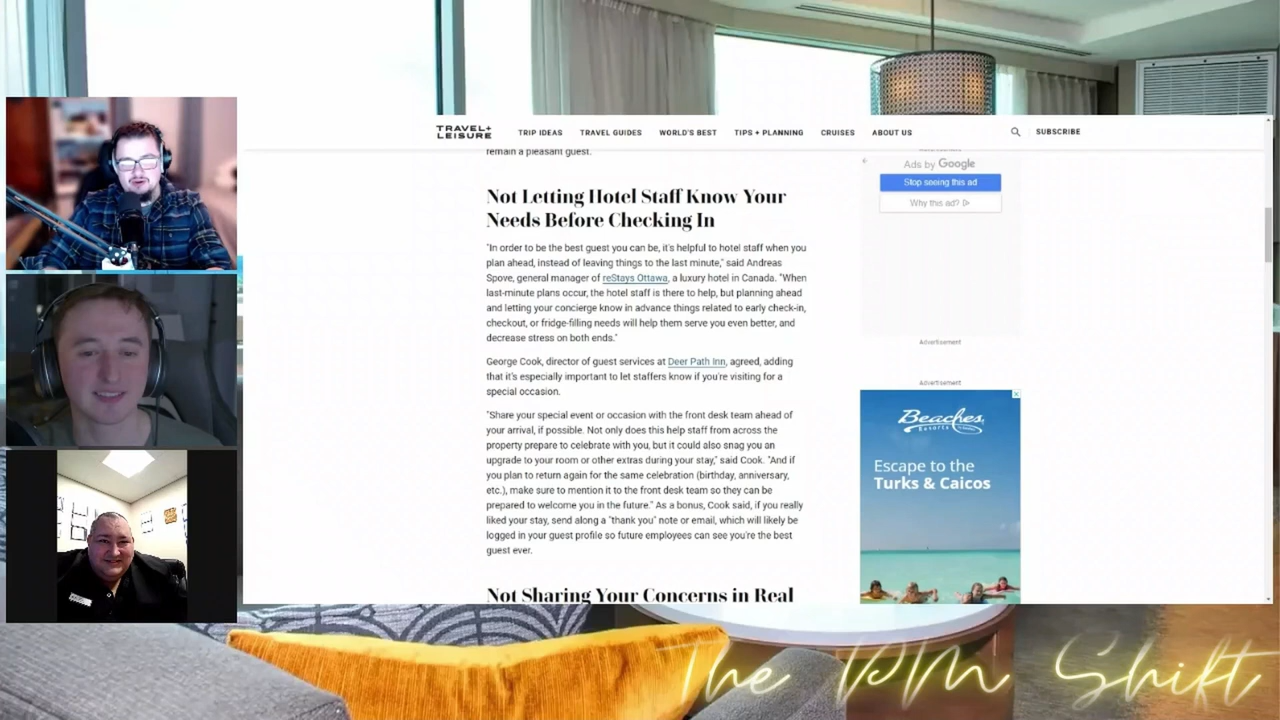 TRAVEL+
LEISURE
TRIP IDEAS
TRAVEL GUIDES
WORLD'S BEST
TIPS + PLANNING
CRUISES
ABOUT US
SUBSCRIBE
remain a pleasant guest.
Not Letting Hotel Staff Know Your
Needs Before Checking In
"In order to be the best guest you can be, it's helpful to hotel staff when you
plan ahead, instead of leaving things to the last minute," said Andreas
Spove, general manager of reStays Ottawa, a luxury hotel in Canada. "When
last-minute plans occur, the hotel staff is there to help, but planning ahead
and letting your concierge know in advance things related to early check-in,
checkout, or fridge-filling needs will help them serve you even better, and
decrease stress on both ends."
George Cook, director of guest services at Deer Path Inn, agreed, adding
that it's especially important to let staffers know if you're visiting for a
special occasion.
"Share your special event or occasion with the front desk team ahead of
your arrival, if possible. Not only does this help staff from across the
property prepare to celebrate with you, but it could also snag you an
upgrade to your room or other extras during your stay," said Cook. "And if
you plan to return again for the same celebration (birthday, anniversary,
etc.), make sure to mention it to the front desk team so they can be
prepared to welcome you in the future." As a bonus, Cook said, if you really
liked your stay, send along a "thank you" note or email, which will likely be
logged in your guest profile so future employees can see you're the best
guest ever.
Not Sharing Your Concerns in Real
Ads by Google
Stop seeing this ad
Why this ad?
Advertisement
Advertisement
Beaches
Escape to the
Turks & Caicos
The PM Shift